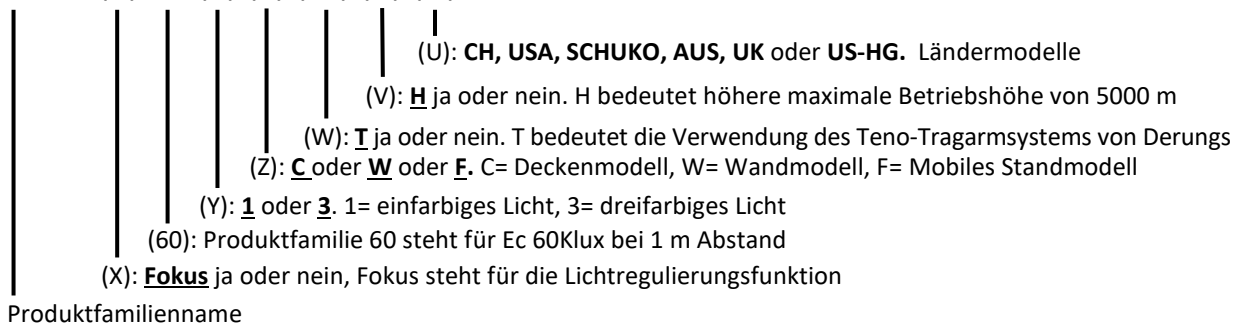 (U): CH, USA, SCHUKO, AUS, UK oder US-HG. Ländermodelle
(V): H ja oder nein. H bedeutet höhere maximale Betriebshöhe von 5000 m
(W): T ja oder nein. T bedeutet die Verwendung des Teno-Tragarmsystems von Derungs
(Z): C oder W oder F. C= Deckenmodell, W= Wandmodell, F= Mobiles Standmodell
(Y): 1 oder 3. 1= einfarbiges Licht, 3= dreifarbiges Licht
(60): Produktfamilie 60 steht für Ec 60Klux bei 1 m Abstand
(X): Fokus ja oder nein, Fokus steht für die Lichtregulierungsfunktion
Produktfamilienname